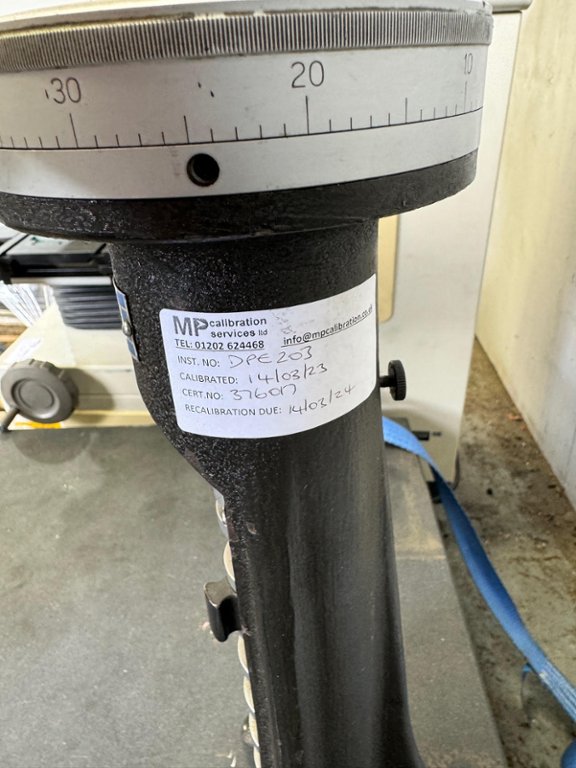 30 20 10
MP calibration
services ltd
TEL: 01202 624468 info@mpcalibration.co.uk
INST. NO: DPE203
CALIBRATED: 14/03/23
CERT.NO: 376017
RECALIBRATION DUE: 14/03/24